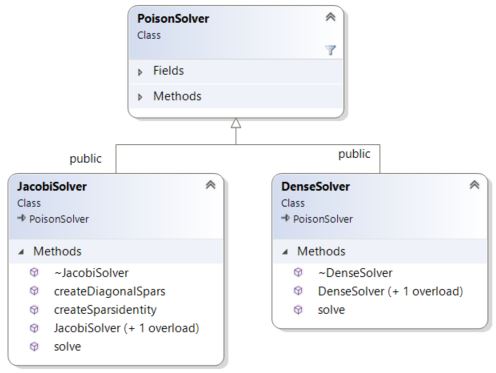 PoisonSolver
Class
Fields
Methods
public
public
JacobiSolver
Class
PoisonSolver
Methods
~JacobiSolver
createDiagonalSpars
createSparsidentity
JacobiSolver (+ 1 overload)
solve
DenseSolver
Class
PoisonSolver
Methods
~DenseSolver
DenseSolver (+ 1 overload)
solve